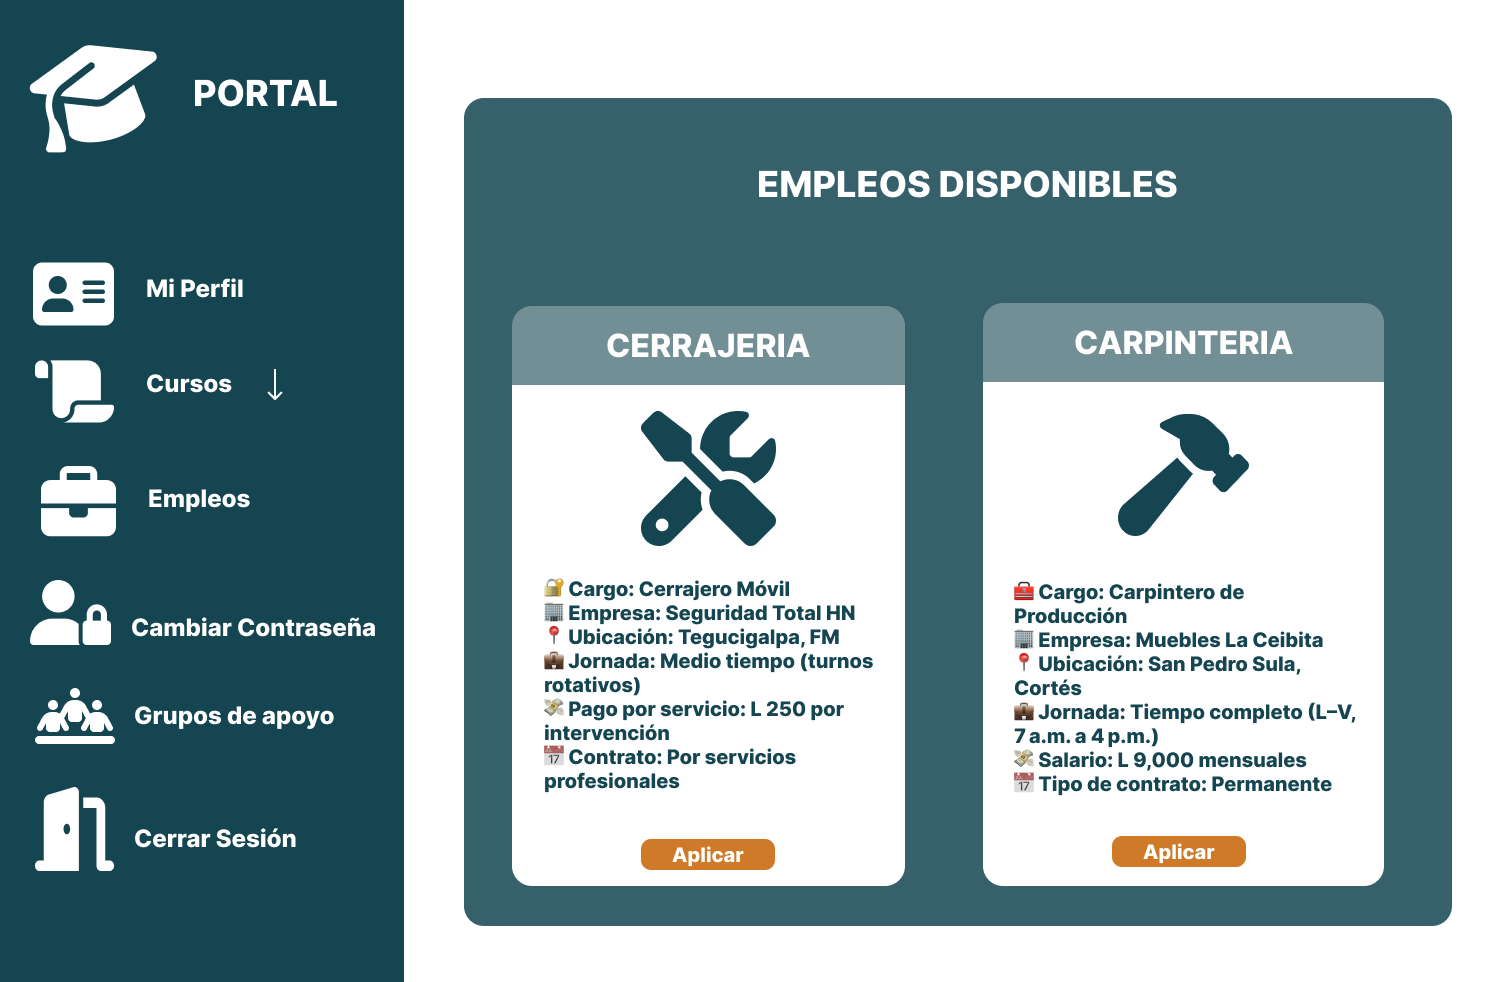 PORTAL
Mi Perfil
Cursos ↓
Empleos
Cambiar Contraseña
Grupos de apoyo
Cerrar Sesión
EMPLEOS DISPONIBLES
CERRAJERIA
🔐 Cargo: Cerrajero Móvil
🏢 Empresa: Seguridad Total HN
📍 Ubicación: Tegucigalpa, FM
💼 Jornada: Medio tiempo (turnos
rotativos)
💸 Pago por servicio: L 250 por
intervención
📅 Contrato: Por servicios
profesionales
Aplicar
CARPINTERIA
🧰 Cargo: Carpintero de
Producción
🏢 Empresa: Muebles La Ceibita
📍 Ubicación: San Pedro Sula,
Cortés
💼 Jornada: Tiempo completo (L–V,
7 a.m. a 4 p.m.)
💸 Salario: L 9,000 mensuales
📅 Tipo de contrato: Permanente
Aplicar